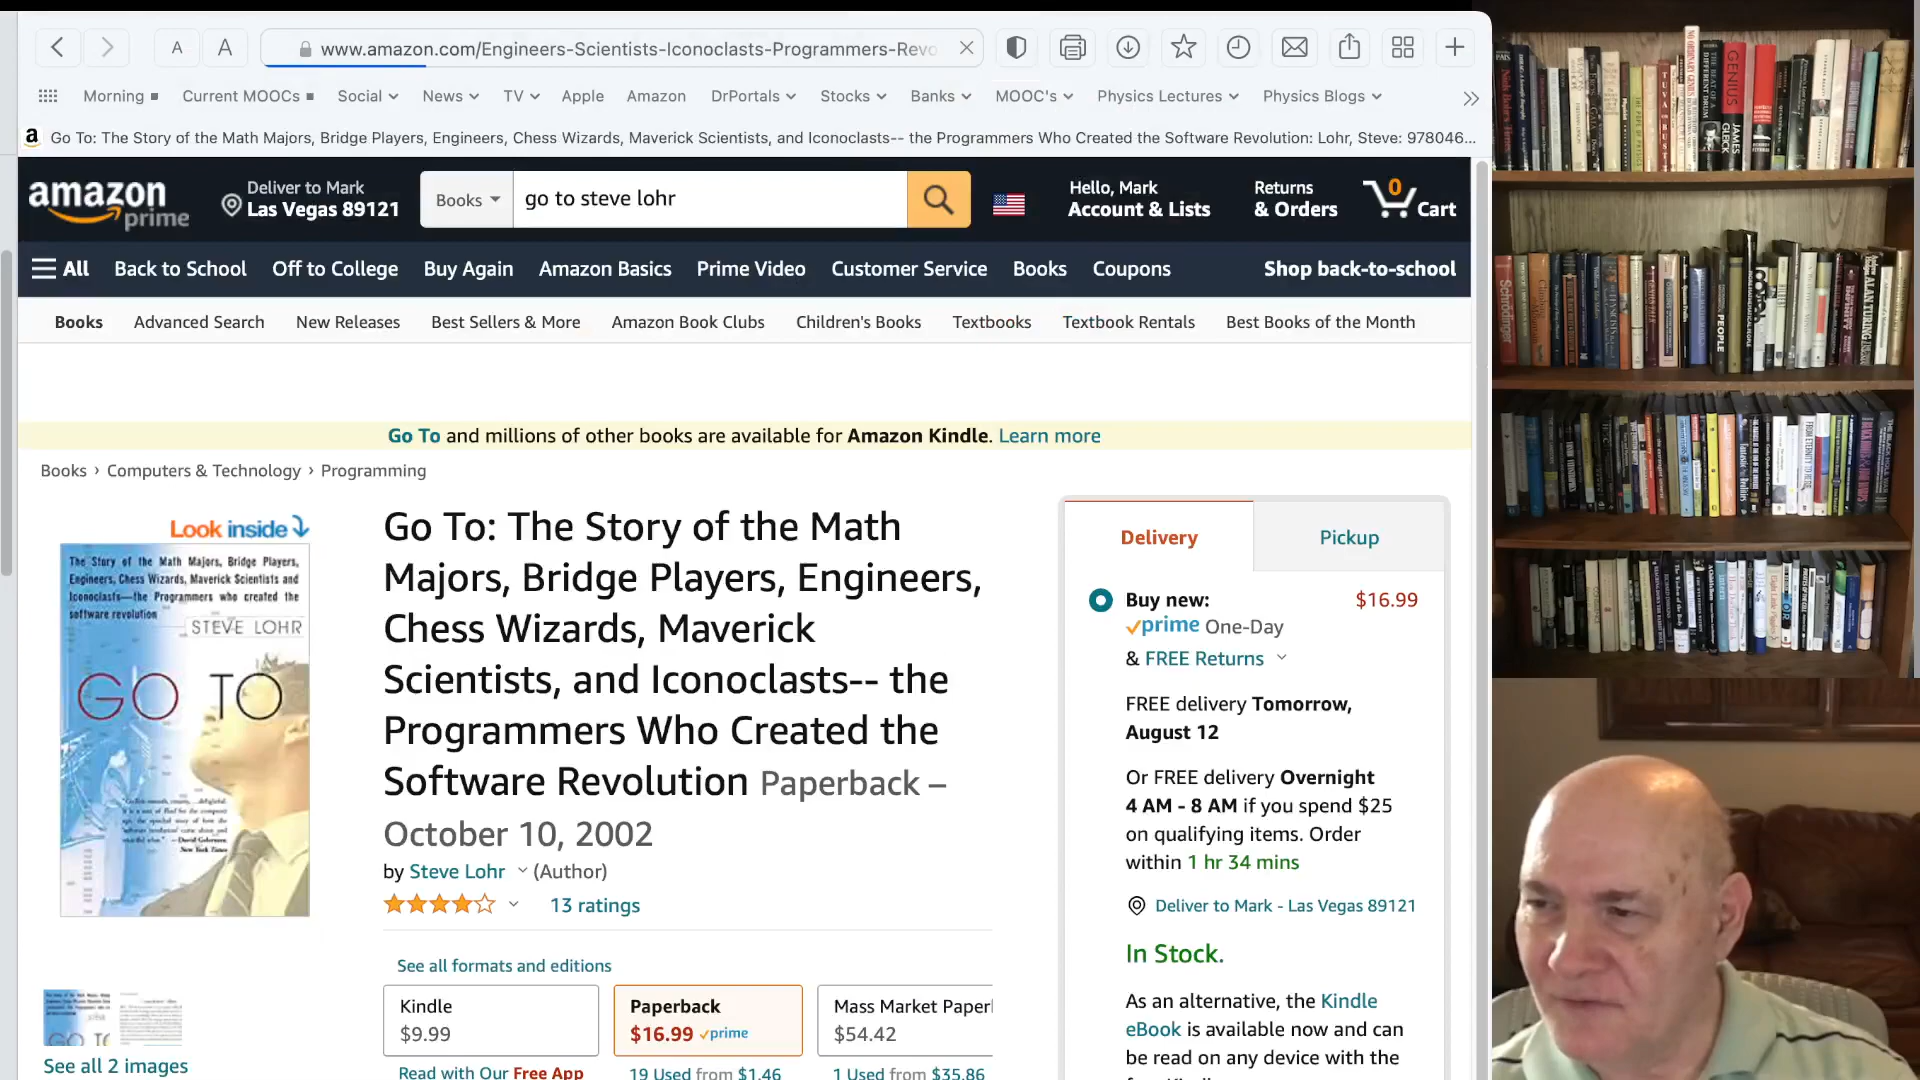 A A www.amazon.com/Engineers-Scientists-Iconoclasts-Programmers-Revo
Morning Current MOOCs Social News TV Apple Amazon DrPortals Stocks Banks MOOC's Physics Lectures Physics Blogs
a Go To: The Story of the Math Majors, Bridge Players, Engineers, Chess Wizards, Maverick Scientists, and Iconoclasts-- the Programmers Who Created the Software Revolution: Lohr, Steve: 978046...
amazon prime
Deliver to Mark
Las Vegas 89121
Books
go to steve lohr
Hello, Mark
Account & Lists
Returns
& Orders
0 Cart
All Back to School Off to College Buy Again Amazon Basics Prime Video Customer Service Books Coupons Shop back-to-school
Books Advanced Search New Releases Best Sellers & More Amazon Book Clubs Children's Books Textbooks Textbook Rentals Best Books of the Month
Go To and millions of other books are available for Amazon Kindle. Learn more
Books › Computers & Technology › Programming
Look inside
The Story of the Math Majors, Bridge Players,
Engineers, Chess Wizards, Maverick Scientists and
Iconoclasts—the Programmers who created the
software revolution
STEVE LOHR
GO TO
See all 2 images
Go To: The Story of the Math
Majors, Bridge Players, Engineers,
Chess Wizards, Maverick
Scientists, and Iconoclasts-- the
Programmers Who Created the
Software Revolution Paperback –
October 10, 2002
by Steve Lohr (Author)
13 ratings
See all formats and editions
Kindle
$9.99
Read with Our Free App
Paperback
$16.99 prime
19 Used from $1.46
Mass Market Paper
$54.42
1 Used from $35.86
Delivery
Pickup
Buy new: $16.99
prime One-Day
& FREE Returns
FREE delivery Tomorrow,
August 12
Or FREE delivery Overnight
4 AM - 8 AM if you spend $25
on qualifying items. Order
within 1 hr 34 mins
Deliver to Mark - Las Vegas 89121
In Stock.
As an alternative, the Kindle
eBook is available now and can
be read on any device with the
GENIUS
JAMES
GLEICK
Schrödinger
PEOPLE
ALAN TURING